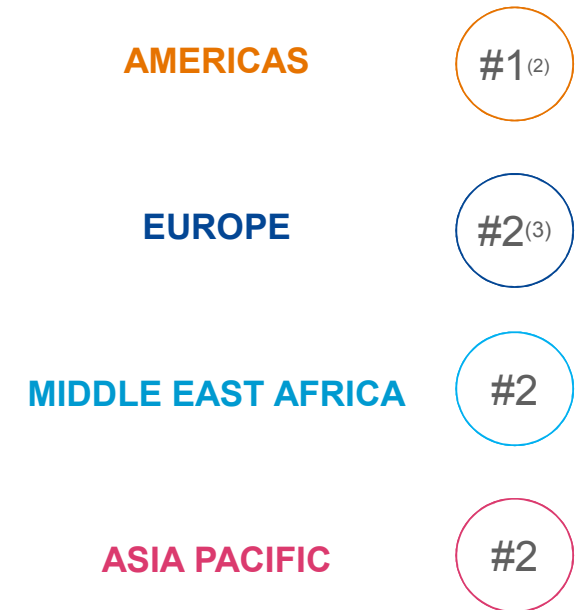 AMERICAS #1(2)
EUROPE #2(3)
MIDDLE EAST AFRICA #2
ASIA PACIFIC #2